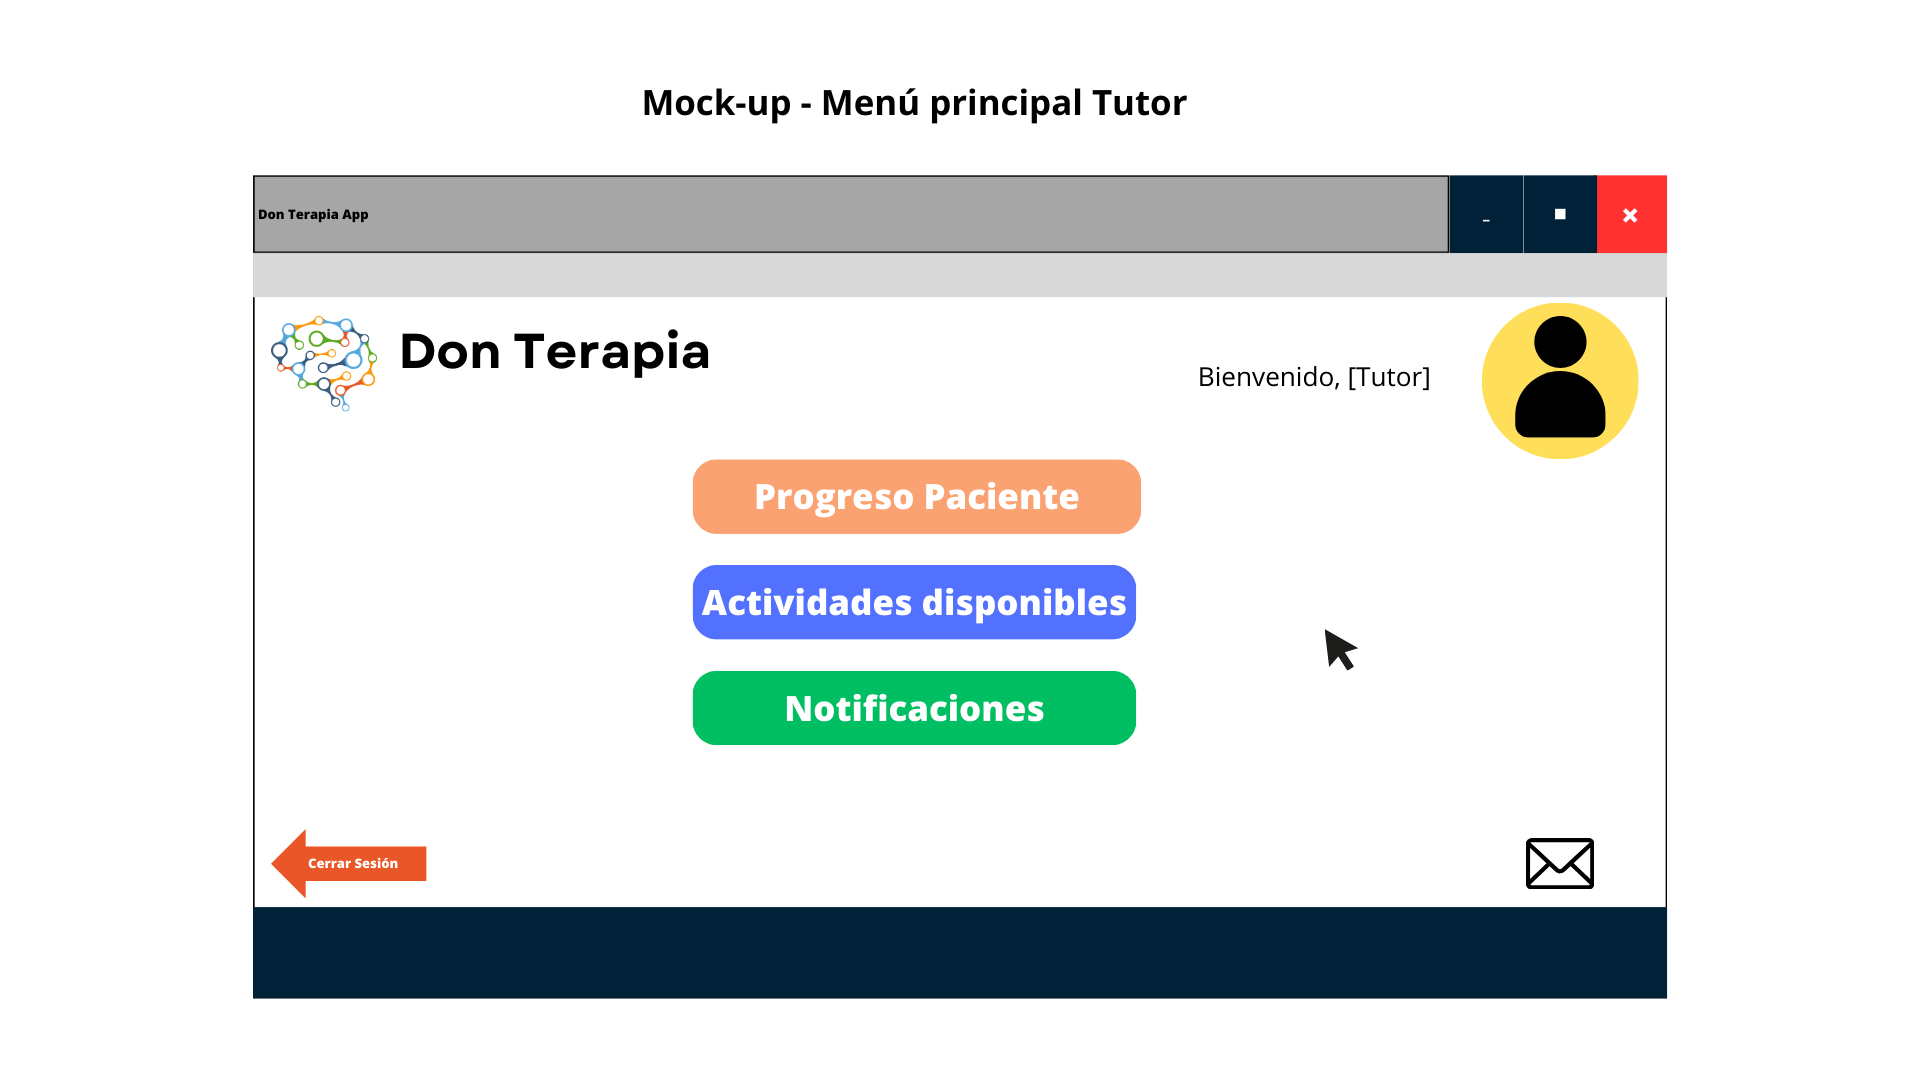 Mock-up - Menú principal Tutor
Don Terapia App
Don Terapia
Bienvenido, [Tutor]
Progreso Paciente
Actividades disponibles
Notificaciones
Cerrar Sesión